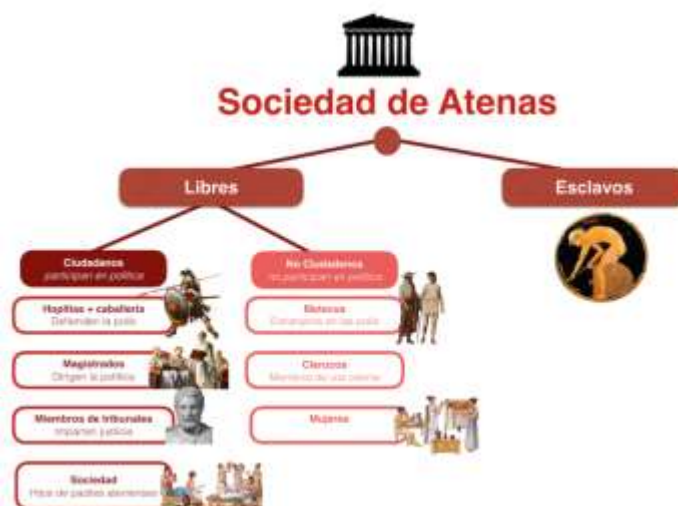 Sociedad de Atenas
Libres
Esclavos
Ciudadanos
participan en política
No Ciudadanos
no participan en política
Hoplitas + caballería
Defienden la polis
Metecos
Extranjeros en las polis
Magistrados
Dirigen la política
Clerucos
Miembros de una colonia
Miembros de tribunales
Imparten justicia
Mujeres
Sociedad
Hijos de padres atenienses